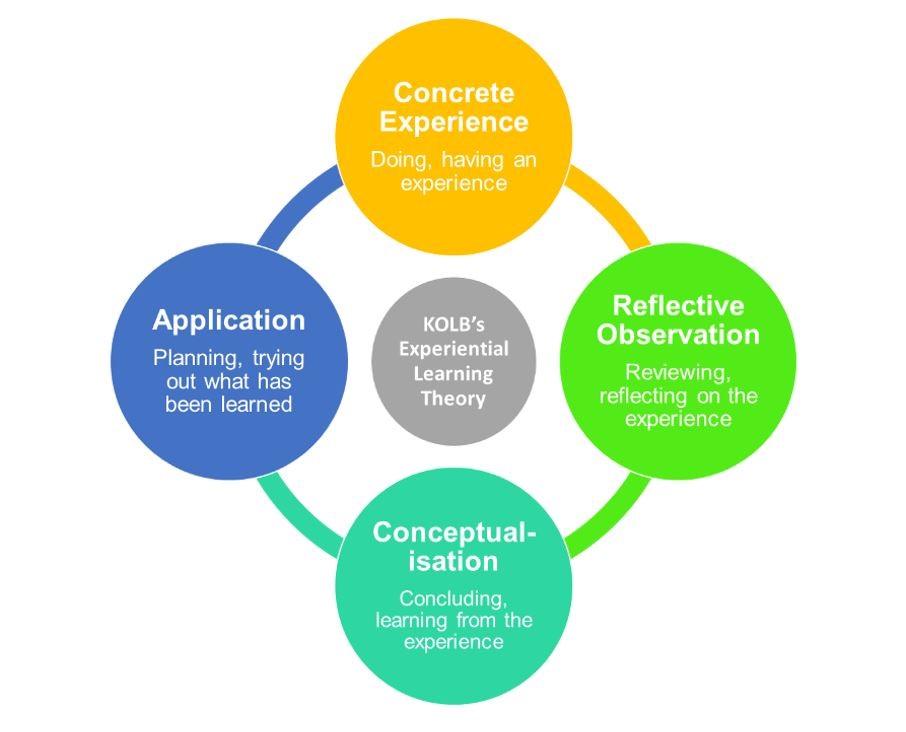 Concrete
Experience
Doing, having an
experience
Reflective
Observation
Reviewing,
reflecting on the
experience
Conceptual-
isation
Concluding,
learning from the
experience
Application
Planning, trying
out what has
been learned
KOLB's
Experiential
Learning
Theory